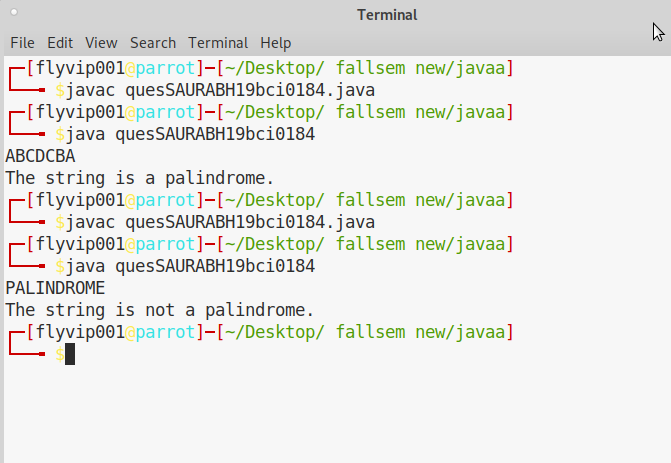 Terminal
File Edit View Search Terminal Help
┌─[flyvip001@parrot]─[~/Desktop/ fallsem new/javaa]
└──╼ $javac quesSAURABH19bci0184.java
┌─[flyvip001@parrot]─[~/Desktop/ fallsem new/javaa]
└──╼ $java quesSAURABH19bci0184
ABCDCBA
The string is a palindrome.
┌─[flyvip001@parrot]─[~/Desktop/ fallsem new/javaa]
└──╼ $javac quesSAURABH19bci0184.java
┌─[flyvip001@parrot]─[~/Desktop/ fallsem new/javaa]
└──╼ $java quesSAURABH19bci0184
PALINDROME
The string is not a palindrome.
┌─[flyvip001@parrot]─[~/Desktop/ fallsem new/javaa]
└──╼ $